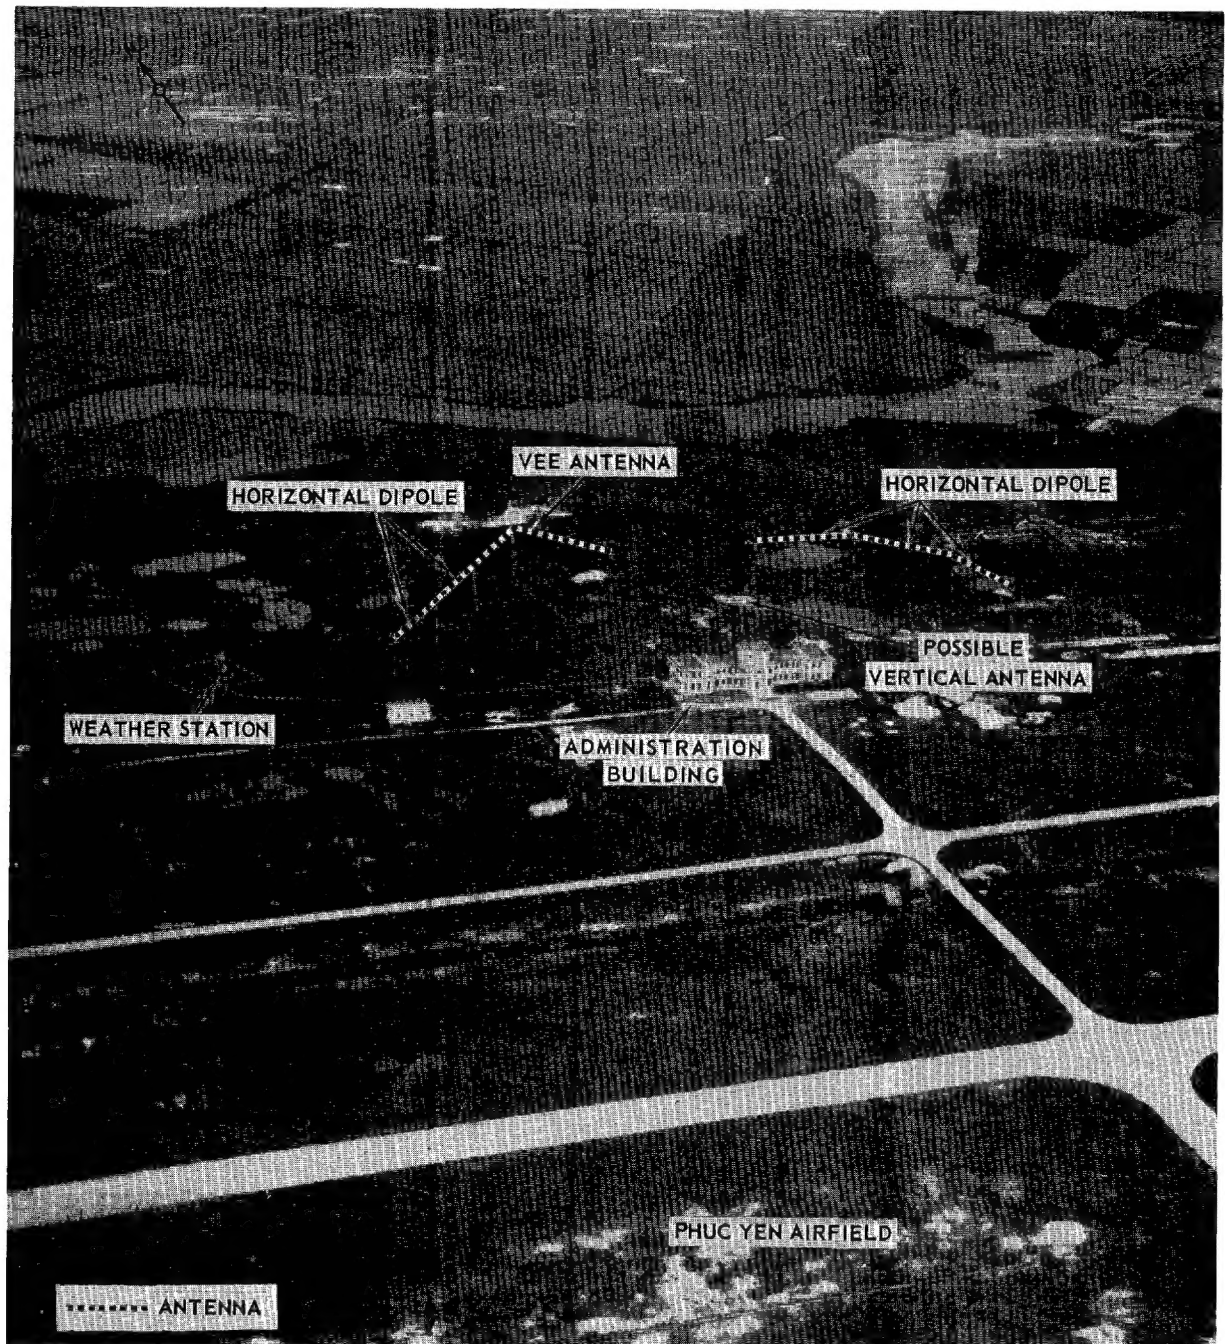 VEE ANTENNA
HORIZONTAL DIPOLE
HORIZONTAL DIPOLE
POSSIBLE
VERTICAL ANTENNA
WEATHER STATION
ADMINISTRATION
BUILDING
PHUC YEN AIRFIELD
ANTENNA